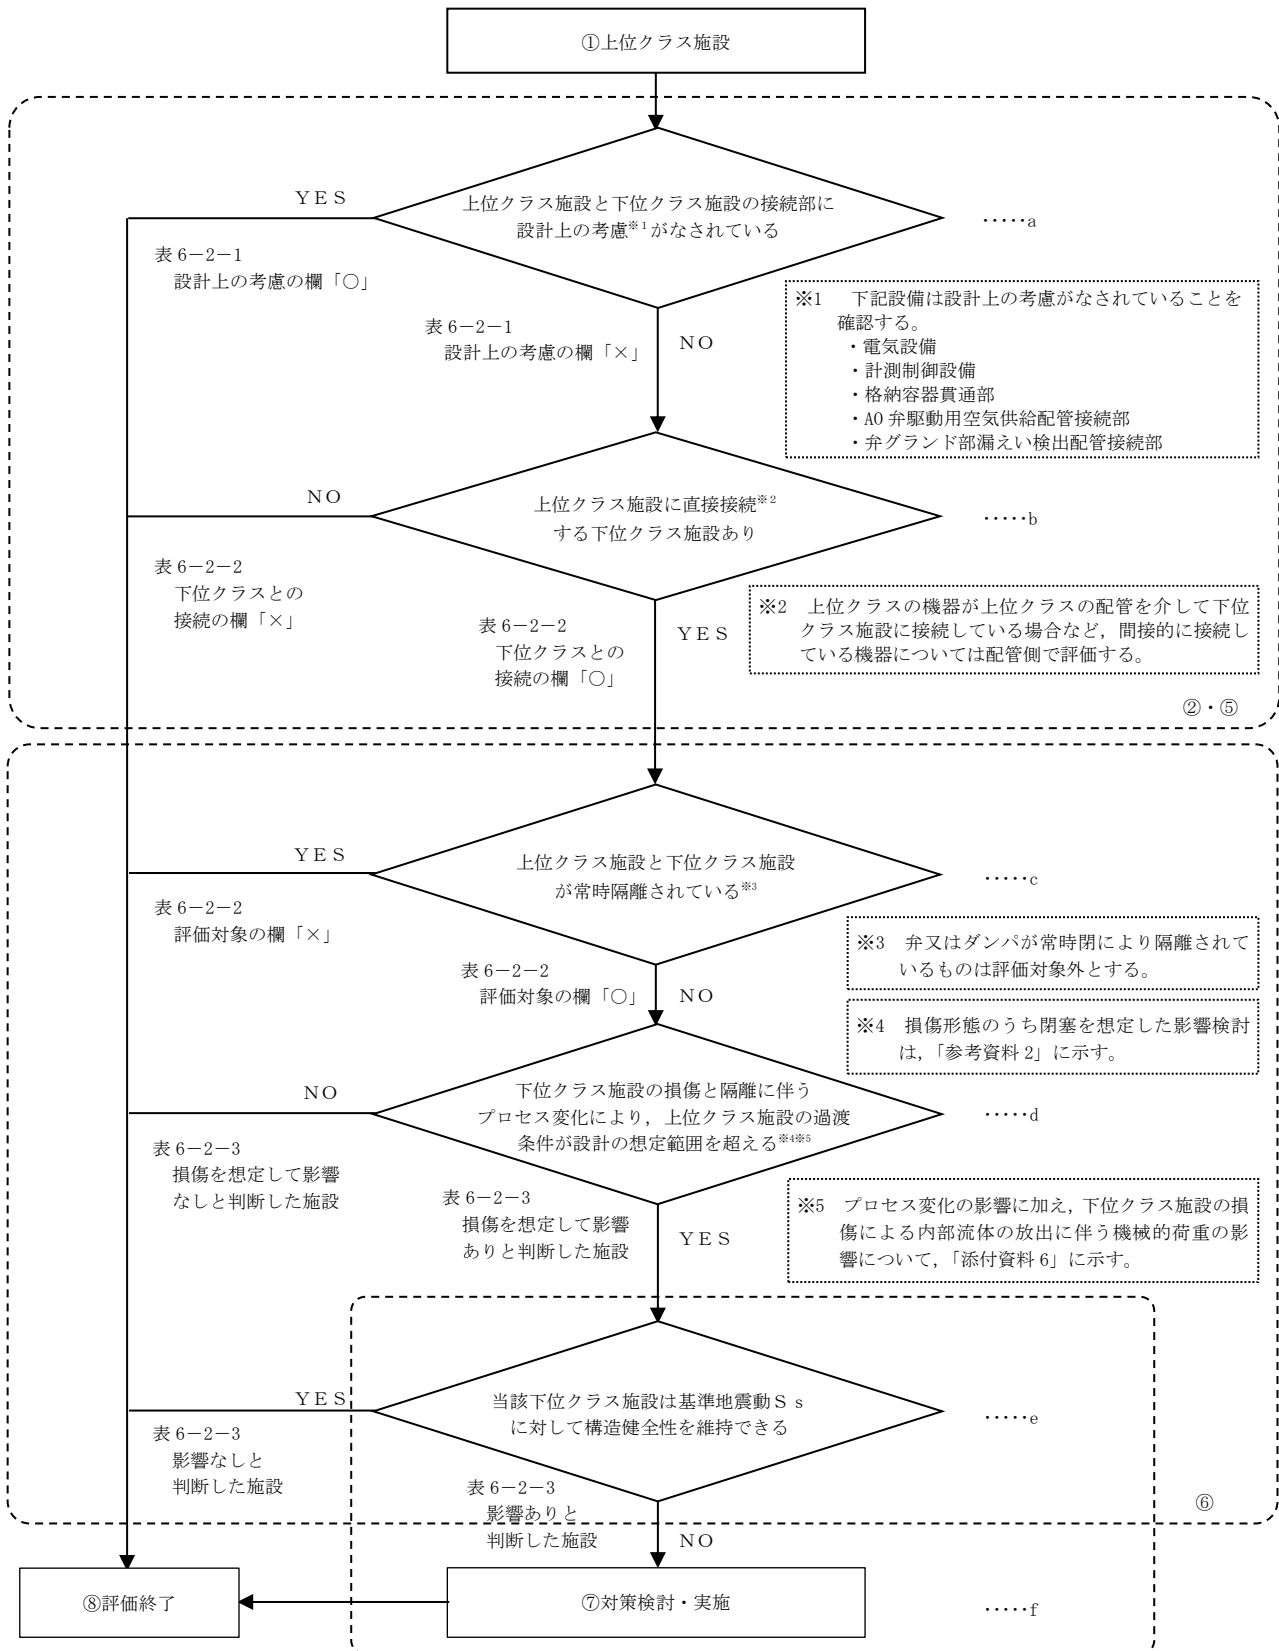 ①上位クラス施設
YES
上位クラス施設と下位クラス施設の接続部に
設計上の考慮※1がなされている
‥‥‥a
表 6-2-1
設計上の考慮の欄「○」
※1 下記設備は設計上の考慮がなされていることを
確認する。
・電気設備
・計測制御設備
・格納容器貫通部
・AO 弁駆動用空気供給配管接続部
・弁グランド部漏えい検出配管接続部
表 6-2-1
設計上の考慮の欄「×」
NO
NO
上位クラス施設に直接接続※2
する下位クラス施設あり
‥‥‥b
表 6-2-2
下位クラスとの
接続の欄「×」
表 6-2-2
下位クラスとの
接続の欄「○」
YES
※2 上位クラスの機器が上位クラスの配管を介して下位
クラス施設に接続している場合など，間接的に接続し
ている機器については配管側で評価する。
②・⑤
YES
上位クラス施設と下位クラス施設
が常時隔離されている※3
‥‥‥c
表 6-2-2
評価対象の欄「×」
※3 弁又はダンパが常時閉により隔離されて
いるものは評価対象外とする。
表 6-2-2
評価対象の欄「○」
NO
※4 損傷形態のうち閉塞を想定した影響検討
は，「参考資料 2」に示す。
NO
下位クラス施設の損傷と隔離に伴う
プロセス変化により，上位クラス施設の過渡
条件が設計の想定範囲を超える※4※5
‥‥‥d
表 6-2-3
損傷を想定して影響
なしと判断した施設
表 6-2-3
損傷を想定して影響
ありと判断した施設
YES
※5 プロセス変化の影響に加え，下位クラス施設の損
傷による内部流体の放出に伴う機械的荷重の影
響について，「添付資料 6」に示す。
YES
当該下位クラス施設は基準地震動Ｓｓ
に対して構造健全性を維持できる
‥‥‥e
表 6-2-3
影響なしと
判断した施設
表 6-2-3
影響ありと
判断した施設
NO
⑥
⑧評価終了
⑦対策検討・実施
‥‥‥f